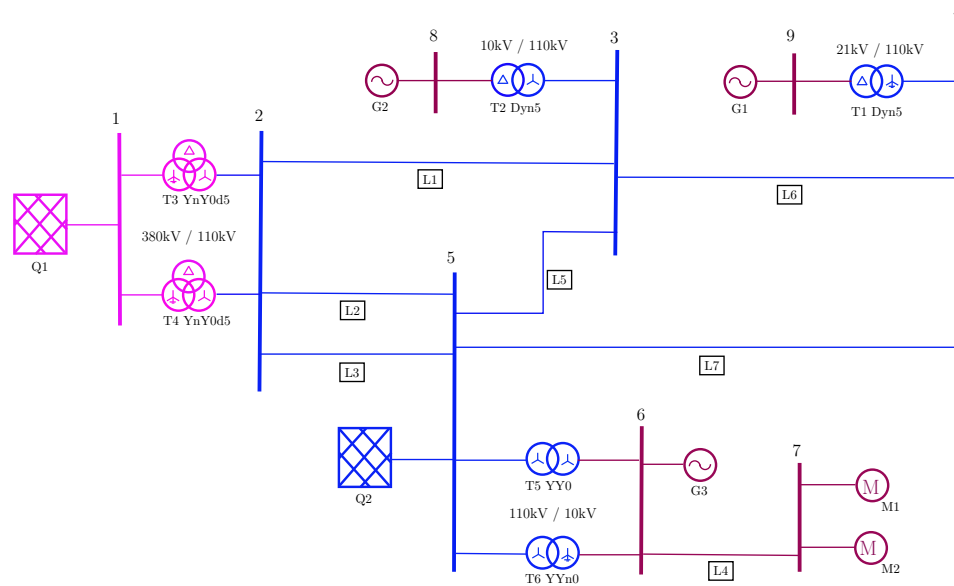 8
10kV / 110kV
3
9
21kV / 110kV
G2
T2 Dyn5
G1
T1 Dyn5
1
2
T3 YnY0d5
L1
L6
380kV / 110kV
Q1
5
L5
T4 YnY0d5
L2
L3
L7
6
7
Q2
T5 YY0
G3
M
M1
110kV / 10kV
M
T6 YYn0
L4
M2